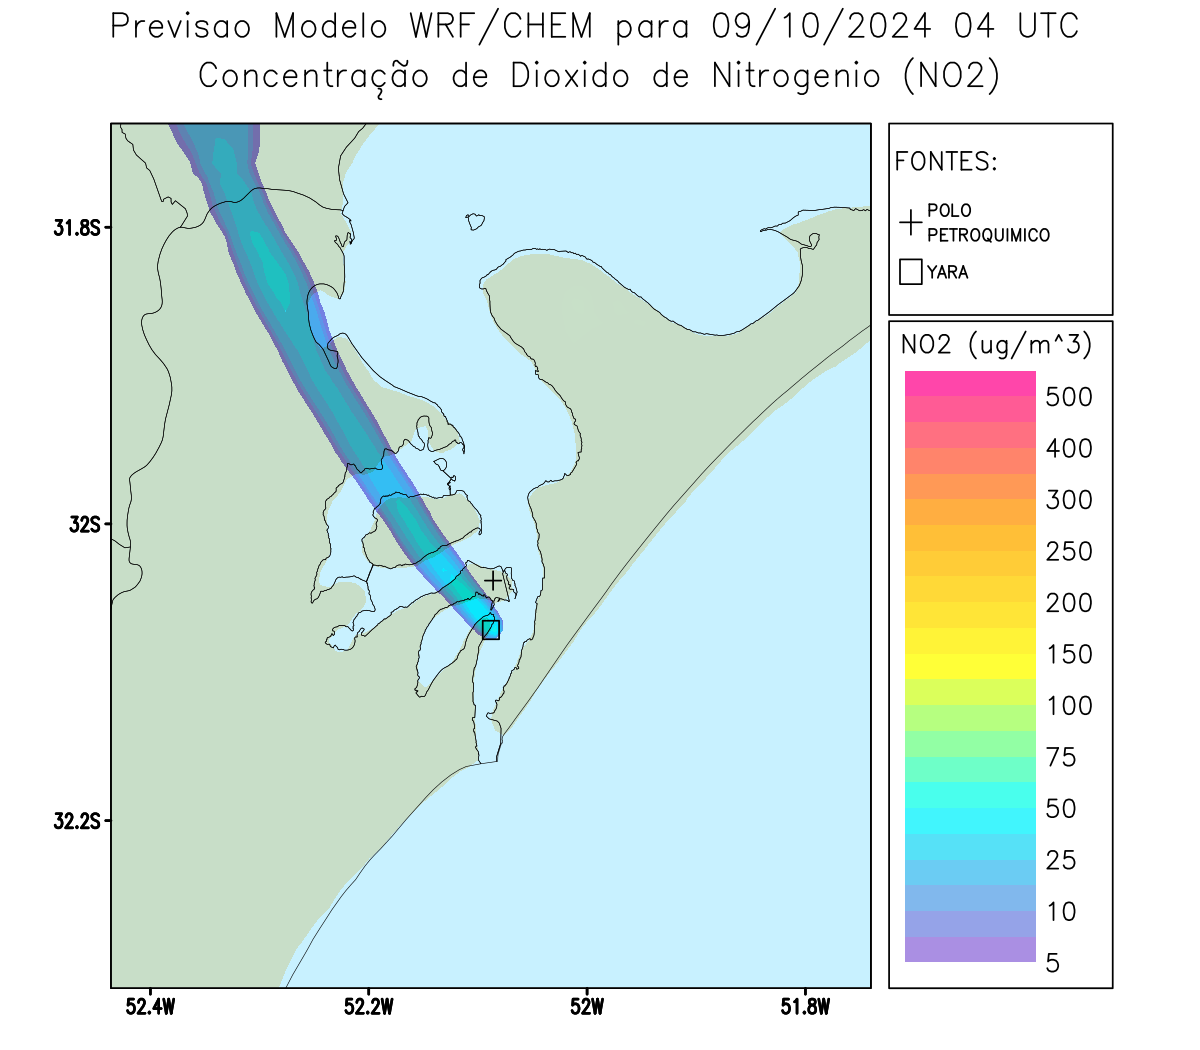 Previsao Modelo WRF/CHEM para 09/10/2024 04 UTC
Concentração de Dioxido de Nitrogenio (NO2)
FONTES:
POLO
PETROQUIMICO
YARA
NO2 (ug/m^3)
500
400
300
250
200
150
100
75
50
25
10
5
31.8S
32S
32.2S
52.4W
52.2W
52W
51.8W